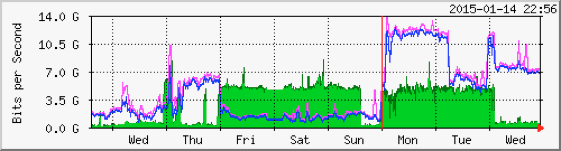 2015-01-14 22:56
Bits per Second
14.0 G
10.5 G
7.0 G
3.5 G
0.0 G
Wed Thu Fri Sat Sun Mon Tue Wed